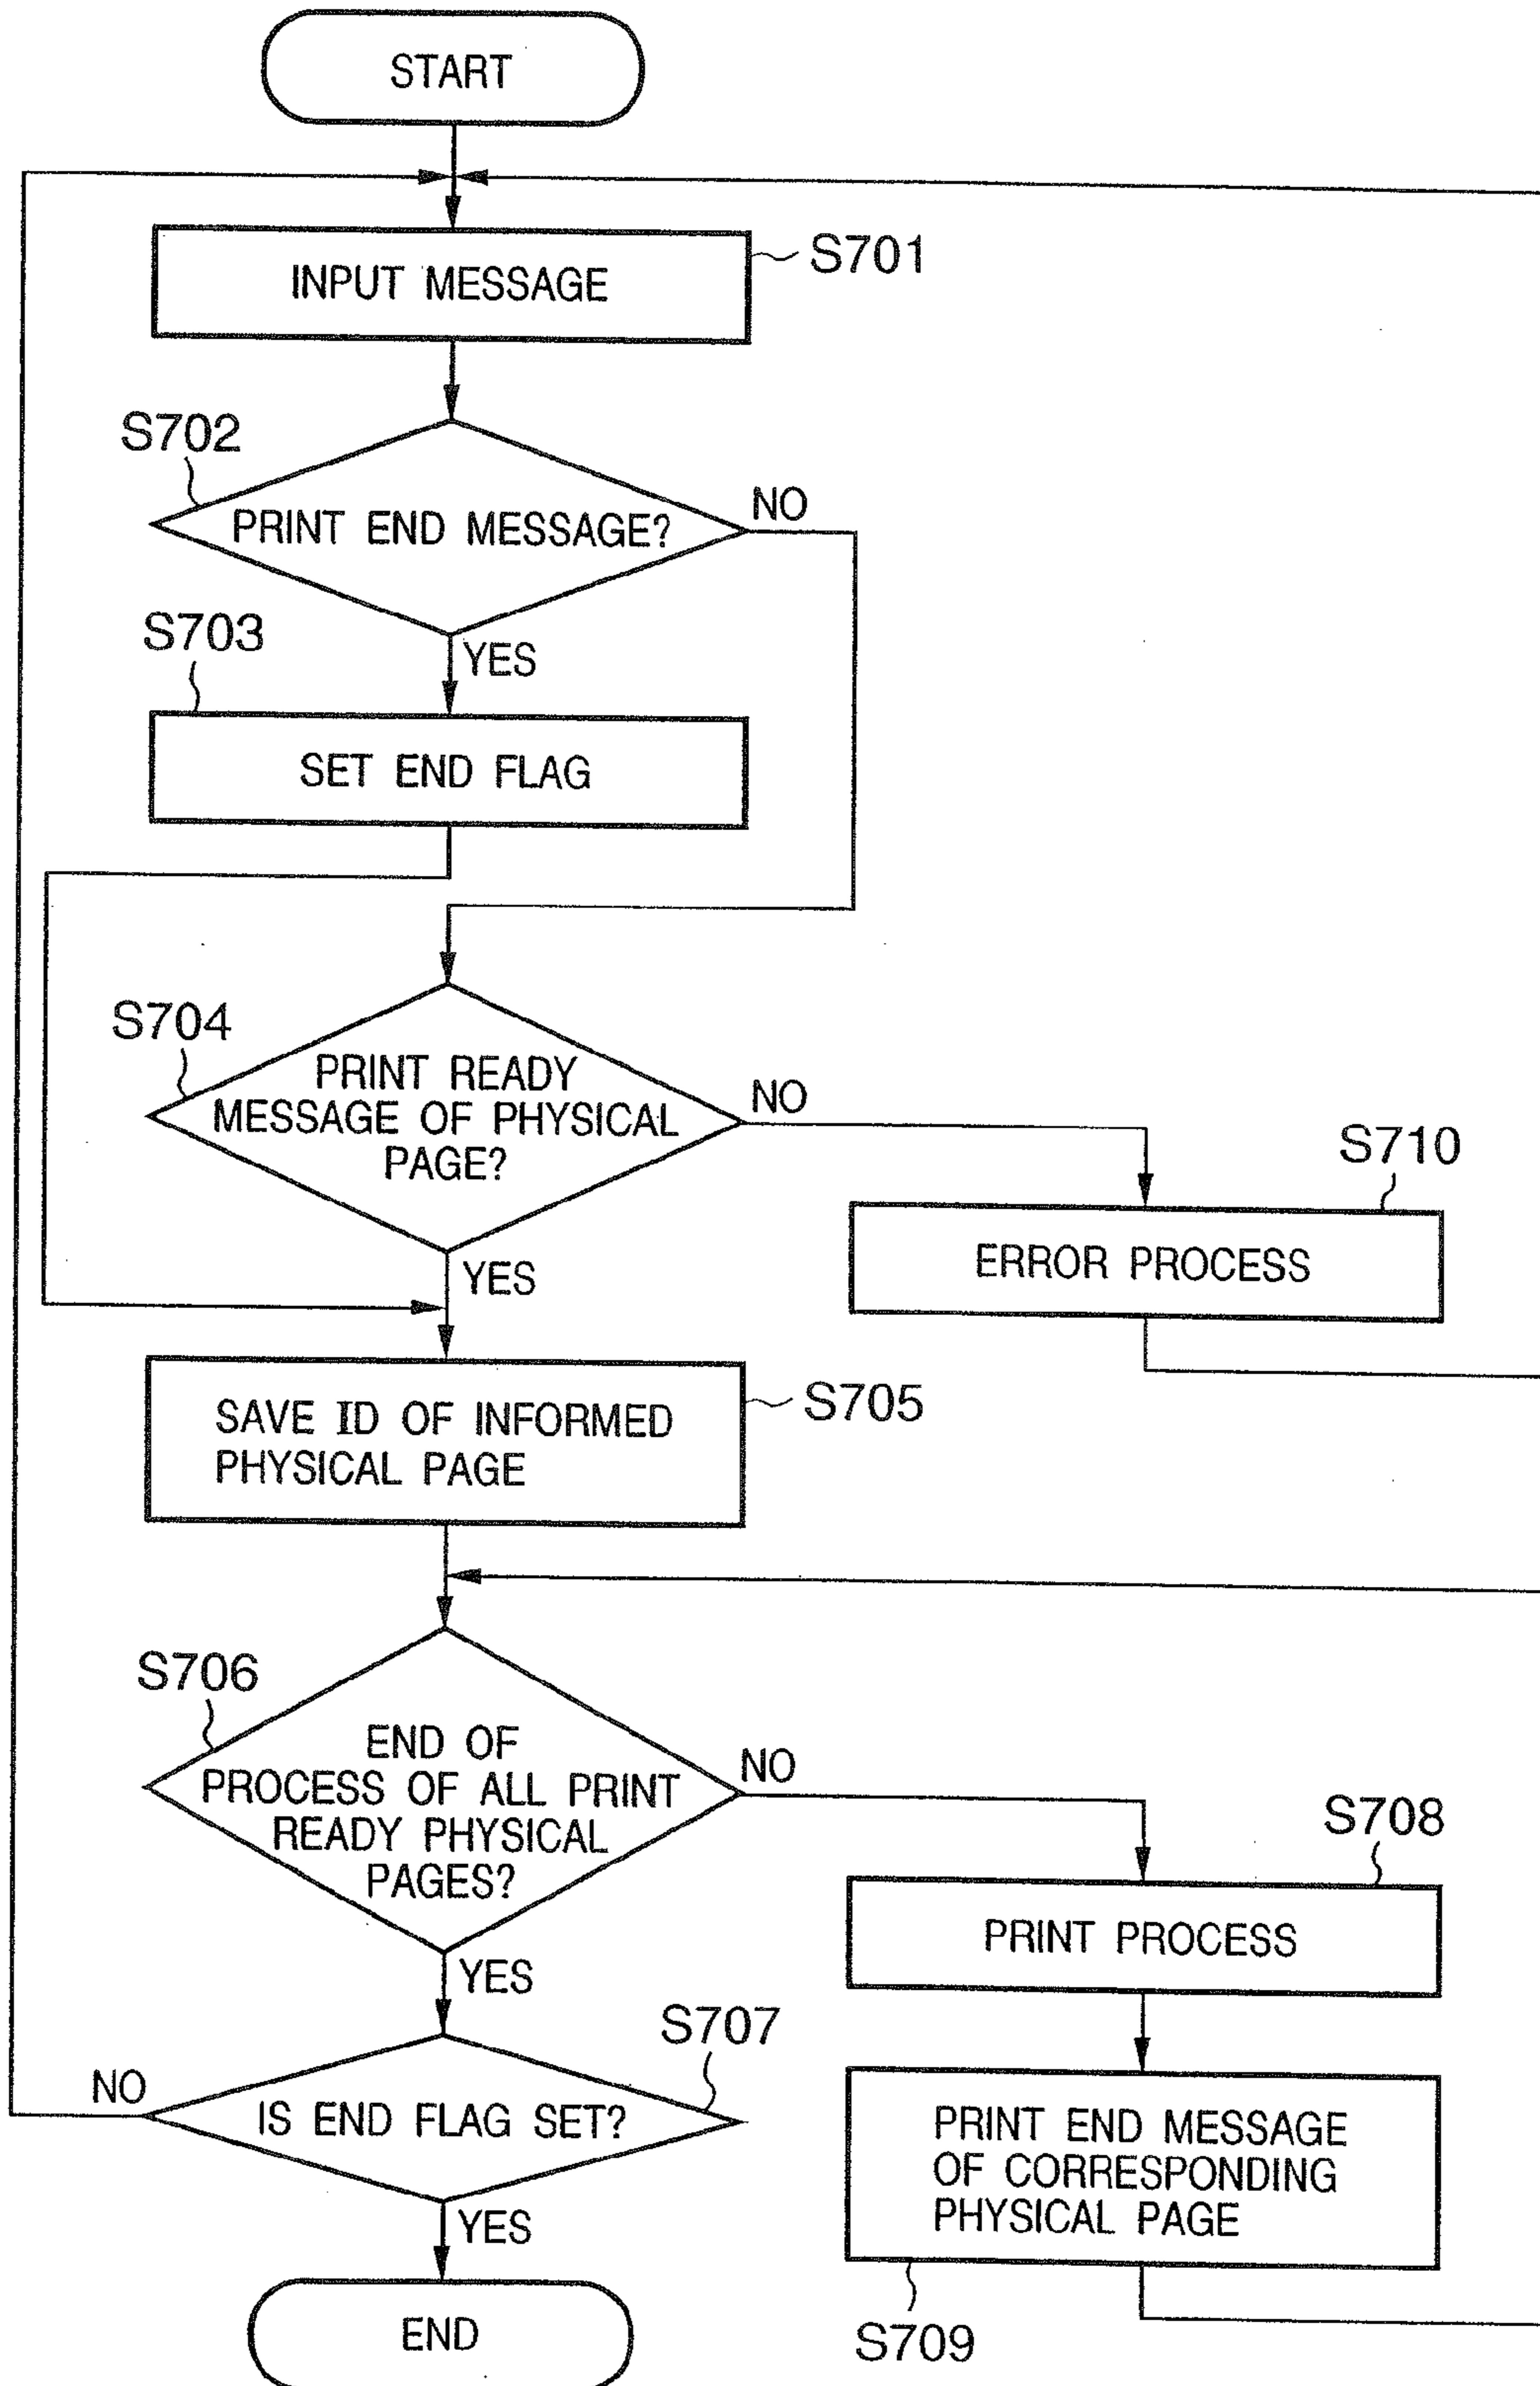 START
INPUT MESSAGE
S701
S702
PRINT END MESSAGE?
NO
YES
S703
SET END FLAG
S704
PRINT READY
MESSAGE OF PHYSICAL
PAGE?
NO
YES
S710
ERROR PROCESS
SAVE ID OF INFORMED
PHYSICAL PAGE
S705
S706
END OF
PROCESS OF ALL PRINT
READY PHYSICAL
PAGES?
NO
YES
S708
PRINT PROCESS
S707
IS END FLAG SET?
NO
YES
PRINT END MESSAGE
OF CORRESPONDING
PHYSICAL PAGE
S709
END